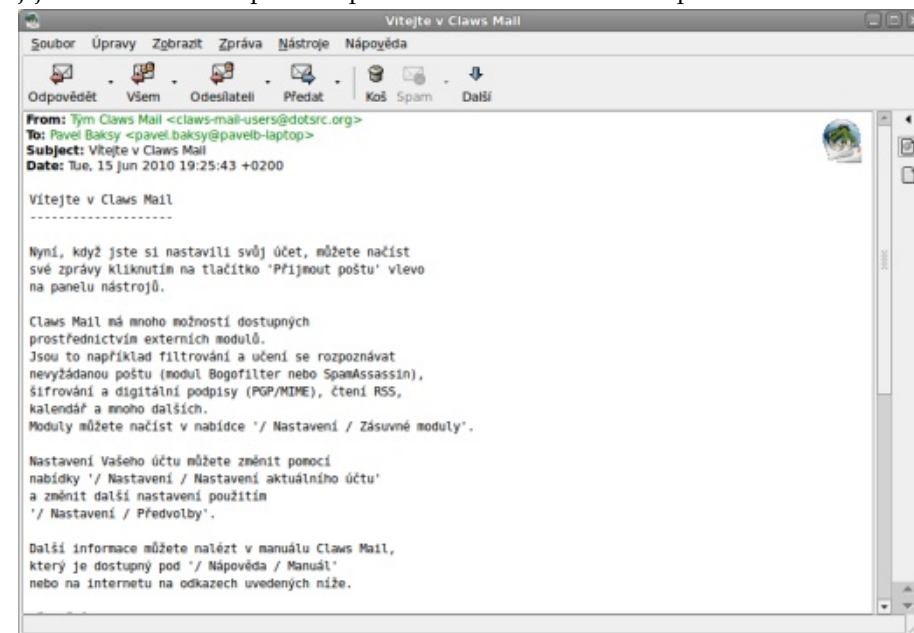 Vítejte v Claws Mail
Soubor Úpravy Zobrazit Zpráva Nástroje Nápověda
Odpovědět Všem Odesílateli Předat Koš Spam Další
From: Tým Claws Mail <claws-mail-users@dotsrc.org>
To: Pavel Baksy <pavel.baksy@pavelb-laptop>
Subject: Vítejte v Claws Mail
Date: Tue, 15 Jun 2010 19:25:43 +0200
Vítejte v Claws Mail
--------------------
Nyní, když jste si nastavili svůj účet, můžete načíst
své zprávy kliknutím na tlačítko 'Přijmout poštu' vlevo
na panelu nástrojů.
Claws Mail má mnoho možností dostupných
prostřednictvím externích modulů.
Jsou to například filtrování a učení se rozpoznávat
nevyžádanou poštu (modul Bogofilter nebo SpamAssassin),
šifrování a digitální podpisy (PGP/MIME), čtení RSS,
kalendář a mnoho dalších.
Moduly můžete načíst v nabídce '/ Nastavení / Zásuvné moduly'.
Nastavení Vašeho účtu můžete změnit pomocí
nabídky '/ Nastavení / Nastavení aktuálního účtu'
a změnit další nastavení použitím
'/ Nastavení / Předvolby'.
Další informace můžete nalézt v manuálu Claws Mail,
který je dostupný pod '/ Nápověda / Manuál'
nebo na internetu na odkazech uvedených níže.